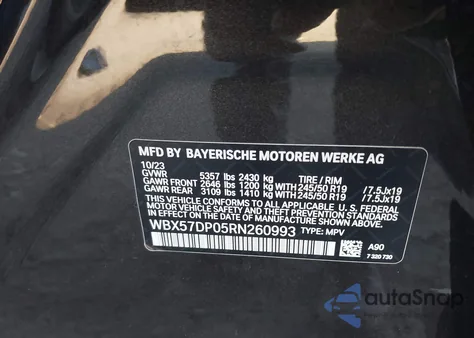 MFD BY BAYERISCHE MOTOREN WERKE AG
10/23
GVWR 5357 lbs 2430 kg TIRE / RIM
GAWR FRONT 2646 lbs 1200 kg WITH 245/50 R19 /7.5Jx19
GAWR REAR 3109 lbs 1410 kg WITH 245/50 R19 /7.5Jx19
THIS VEHICLE CONFORMS TO ALL APPLICABLE U.S. FEDERAL
MOTOR VEHICLE SAFETY AND THEFT PREVENTION STANDARDS
IN EFFECT ON THE DATE OF MANUFACTURE SHOWN ABOVE.
WBX57DP05RN260993 TYPE: MPV
A90
7 320 730
autoSnap